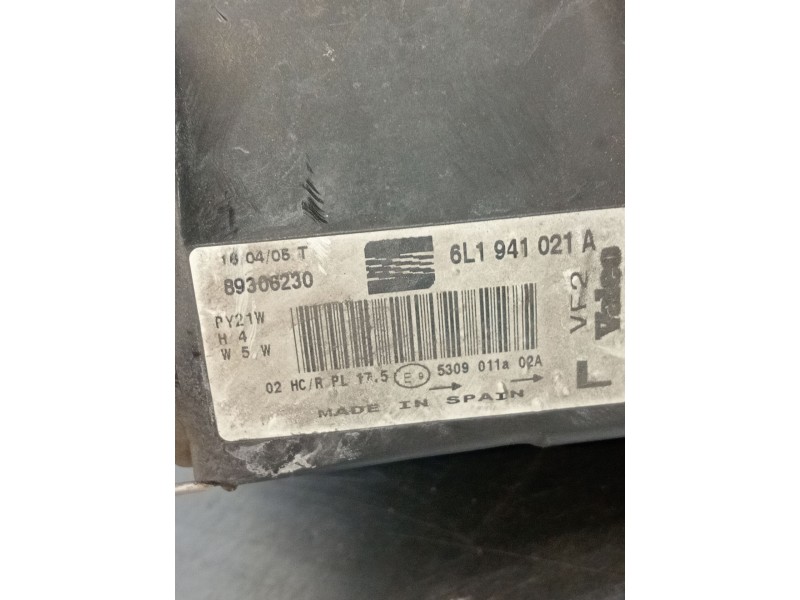 16/04/05 T
89306230
6L1 941 021 A
PY21W
H 4
W 5 W
VF2
Valeo
02 HC/R PL 17.5 E9 5309 011a 02A
L
MADE IN SPAIN